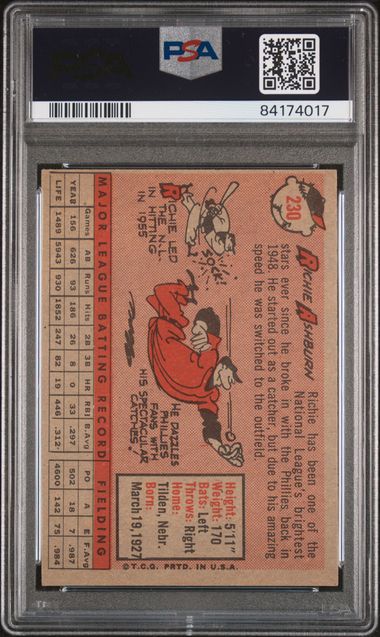 PSA
PSA
84174017
230
RICHIE ASHBURN
Richie has been one of the
National League's brightest
stars ever since he broke in with the Phillies back in
1948. He started out as a catcher, but due to his amazing
speed he was switched to the outfield.
RICHIE LED
THE N.L.
IN HITTING
IN 1955
SOCK!
HE DAZZLES
PHILLIES
FANS WITH
HIS SPECTACULAR
CATCHES!
Height: 5'11"
Weight: 170
Bats: Left
Throws: Right
Home:
Tilden, Nebr.
Born:
March 19, 1927
MAJOR LEAGUE BATTING RECORD FIELDING
Games AB Runs Hits 2B 3B HR RBI B.Avg PO A E F.Avg
YEAR 156 626 93 186 26 8 0 33 .297 502 18 7 .987
LIFE 1489 5943 930 1852 247 82 19 446 .312 4600 142 75 .984
© T.C.G. PRTD. IN U.S.A.